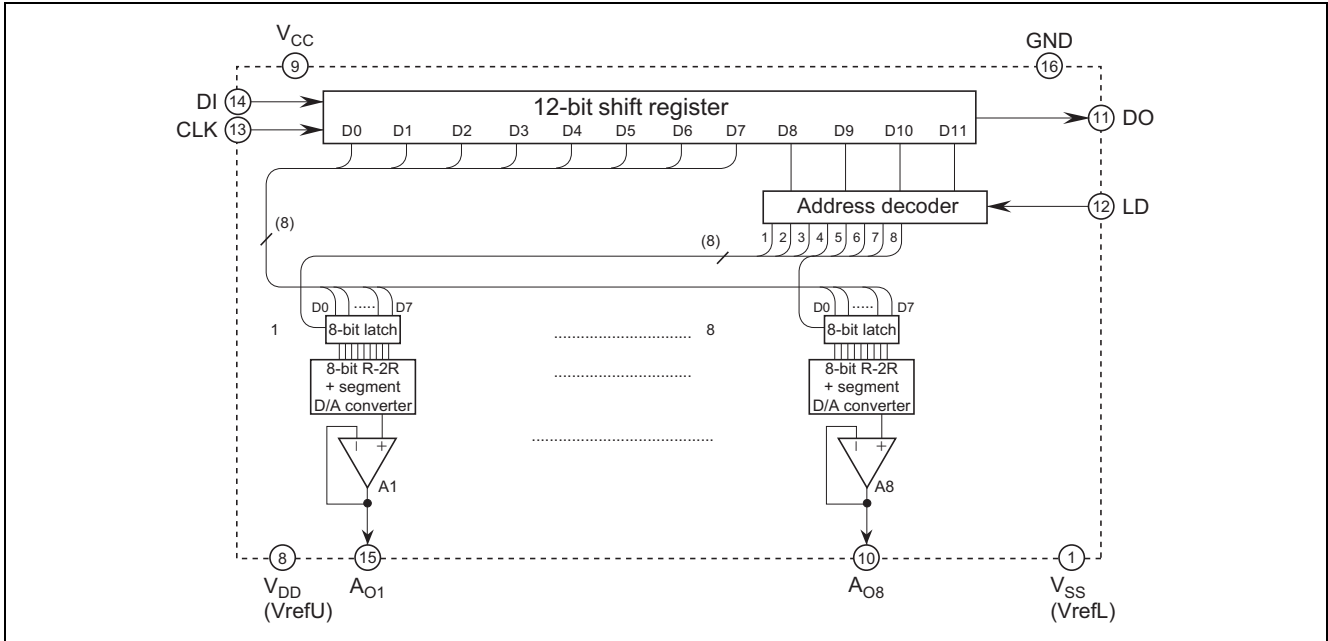 VCC
9
GND
16
DI 14
CLK 13
12-bit shift register
D0 D1 D2 D3 D4 D5 D6 D7 D8 D9 D10 D11
11 DO
Address decoder
12 LD
1 2 3 4 5 6 7 8
(8)
(8)
D0 ..... D7
D0 ..... D7
1
8-bit latch
........................ 8
8-bit latch
8-bit R-2R
+ segment
D/A converter
........................
8-bit R-2R
+ segment
D/A converter
− +
................................
− +
A1
A8
8
15
10
1
VDD
(VrefU)
AO1
AO8
VSS
(VrefL)